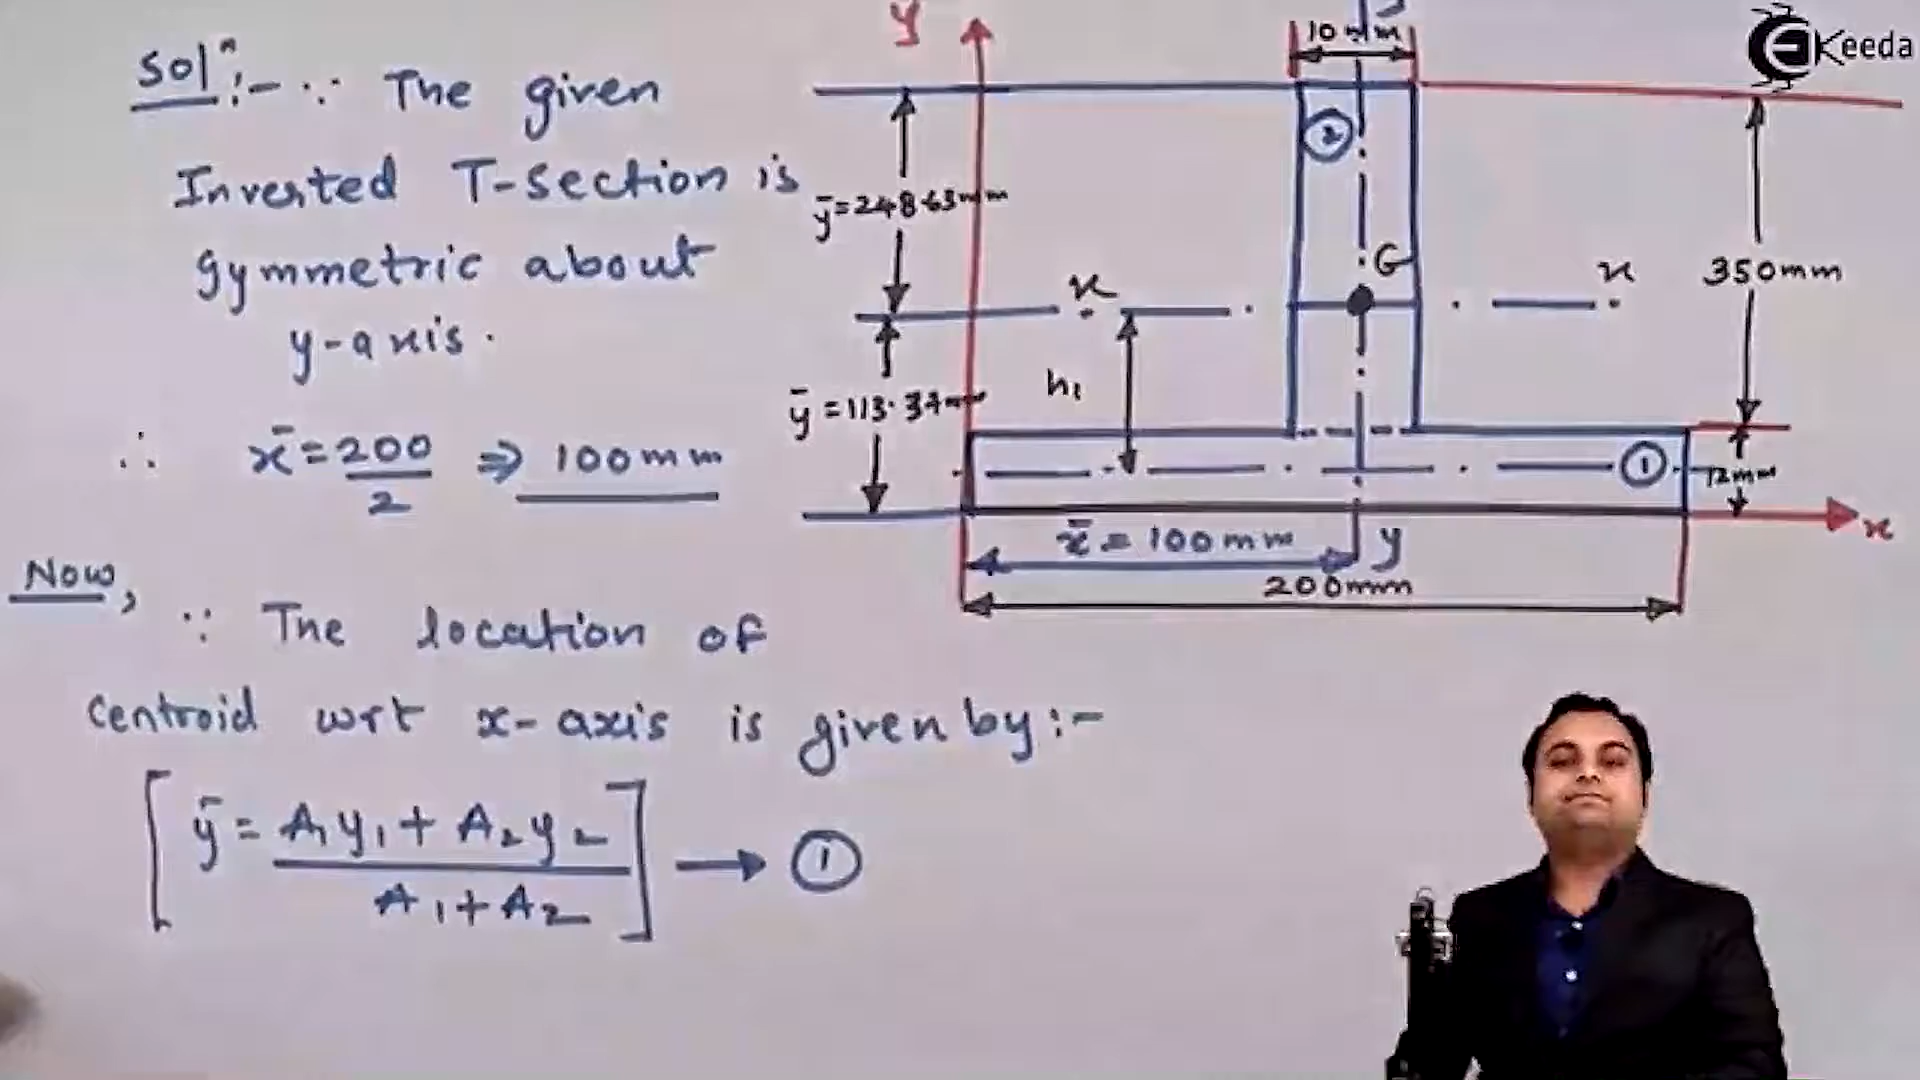 Solⁿ :- ∵ The given
Inverted T-section is
symmetric about
y-axis.
∴ x̄ = 200/2 ⇒ 100mm
Now,
∵ The location of
centroid wrt x-axis is given by :-
[ȳ = A₁y₁ + A₂y₂ / A₁ + A₂] → ①
y
10mm
Ekeeda
②
ȳ=248.63mm
G
x
x
350mm
h₁
ȳ=113.37mm
①
12mm
x̄ = 100mm
y
x
200mm